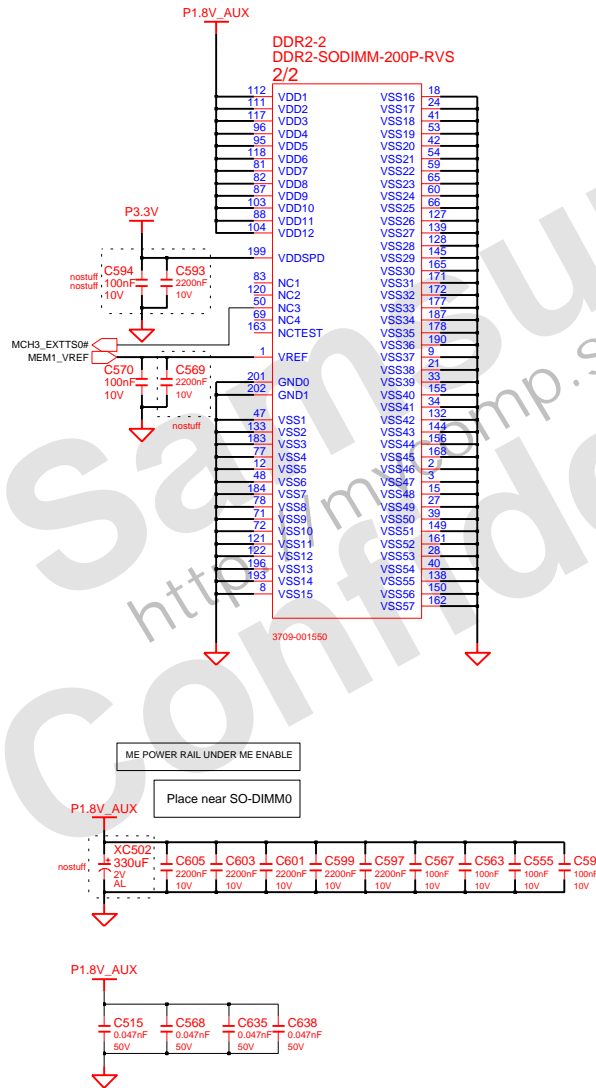 P1.8V_AUX
DDR2-2
DDR2-SODIMM-200P-RVS
2/2
112 VDD1 VSS16 18
111 VDD2 VSS17 24
117 VDD3 VSS18 41
96 VDD4 VSS19 53
95 VDD5 VSS20 42
118 VDD6 VSS21 54
81 VDD7 VSS22 59
82 VDD8 VSS23 65
87 VDD9 VSS24 60
103 VDD10 VSS25 66
88 VDD11 VSS26 127
104 VDD12 VSS27 139
VSS28 128
P3.3V
199 VDDSPD VSS29 145
VSS30 165
83 NC1 VSS31 171
120 NC2 VSS32 172
50 NC3 VSS33 177
69 NC4 VSS34 187
163 NCTEST VSS35 178
VSS36 190
1 VREF VSS37 9
VSS38 21
201 GND0 VSS39 33
202 GND1 VSS40 155
VSS41 34
47 VSS1 VSS42 132
133 VSS2 VSS43 144
183 VSS3 VSS44 156
77 VSS4 VSS45 168
12 VSS5 VSS46 2
48 VSS6 VSS47 3
184 VSS7 VSS48 15
78 VSS8 VSS49 27
71 VSS9 VSS50 39
72 VSS10 VSS51 149
121 VSS11 VSS52 161
122 VSS12 VSS53 28
196 VSS13 VSS54 40
193 VSS14 VSS55 138
8 VSS15 VSS56 150
VSS57 162
3709-001550
nostuff
nostuff
C594
100nF
10V
C593
2200nF
10V
MCH3_EXTTS0#
MEM1_VREF
C570
100nF
10V
C569
2200nF
10V
nostuff
ME POWER RAIL UNDER ME ENABLE
Place near SO-DIMM0
P1.8V_AUX
nostuff
XC502
330uF
2V
AL
C605
2200nF
10V
C603
2200nF
10V
C601
2200nF
10V
C599
2200nF
10V
C597
2200nF
10V
C567
100nF
10V
C563
100nF
10V
C555
100nF
10V
C59
100nF
10V
P1.8V_AUX
C515
0.047nF
50V
C568
0.047nF
50V
C635
0.047nF
50V
C638
0.047nF
50V
Samsu
http://mycomp.s
Confide